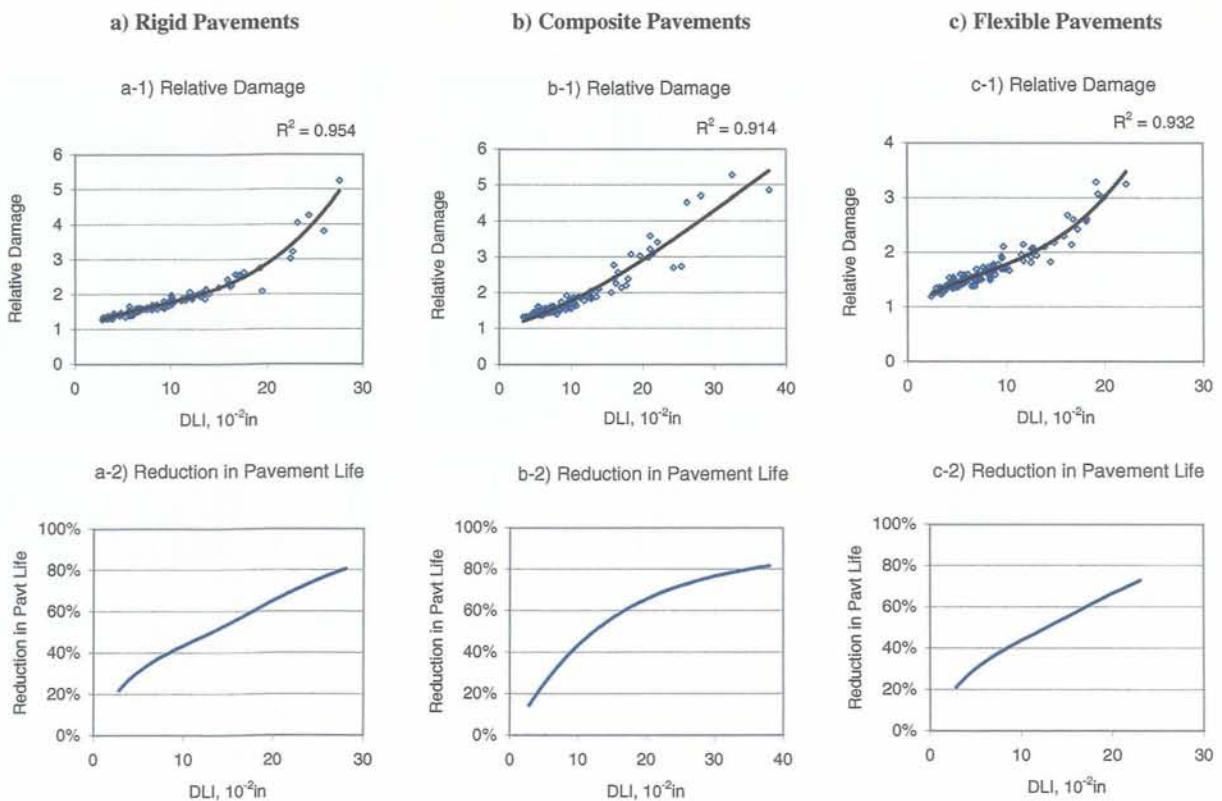 a) Rigid Pavements
b) Composite Pavements
c) Flexible Pavements
a-1) Relative Damage
R² = 0.954
Relative Damage
6
5
4
3
2
1
0
0 10 20 30
DLI, 10⁻²in
b-1) Relative Damage
R² = 0.914
Relative Damage
6
5
4
3
2
1
0
0 10 20 30 40
DLI, 10⁻²in
c-1) Relative Damage
R² = 0.932
Relative Damage
4
3
2
1
0
0 10 20 30
DLI, 10⁻²in
a-2) Reduction in Pavement Life
Reduction in Pavt Life
100%
80%
60%
40%
20%
0%
0 10 20 30
DLI, 10⁻²in
b-2) Reduction in Pavement Life
Reduction in Pavt Life
100%
80%
60%
40%
20%
0%
0 10 20 30 40
DLI, 10⁻²in
c-2) Reduction in Pavement Life
Reduction in Pavt Life
100%
80%
60%
40%
20%
0%
0 10 20 30
DLI, 10⁻²in